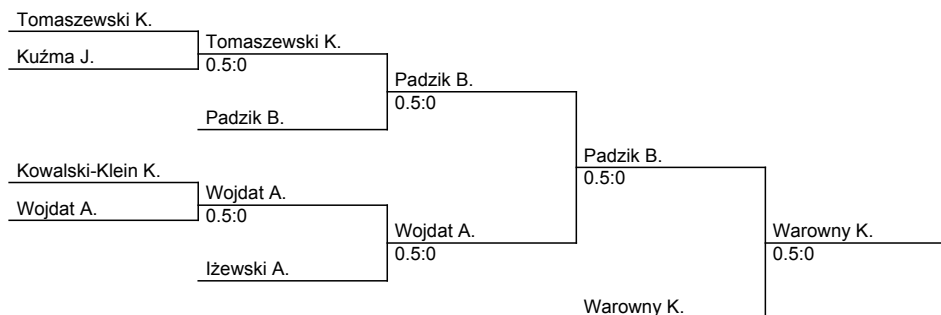 Tomaszewski K.
Kuźma J.
Tomaszewski K.
0.5:0
Padzik B.
Padzik B.
0.5:0
Kowalski-Klein K.
Wojdat A.
Wojdat A.
0.5:0
Iżewski A.
Wojdat A.
0.5:0
Padzik B.
0.5:0
Warowny K.
Warowny K.
0.5:0